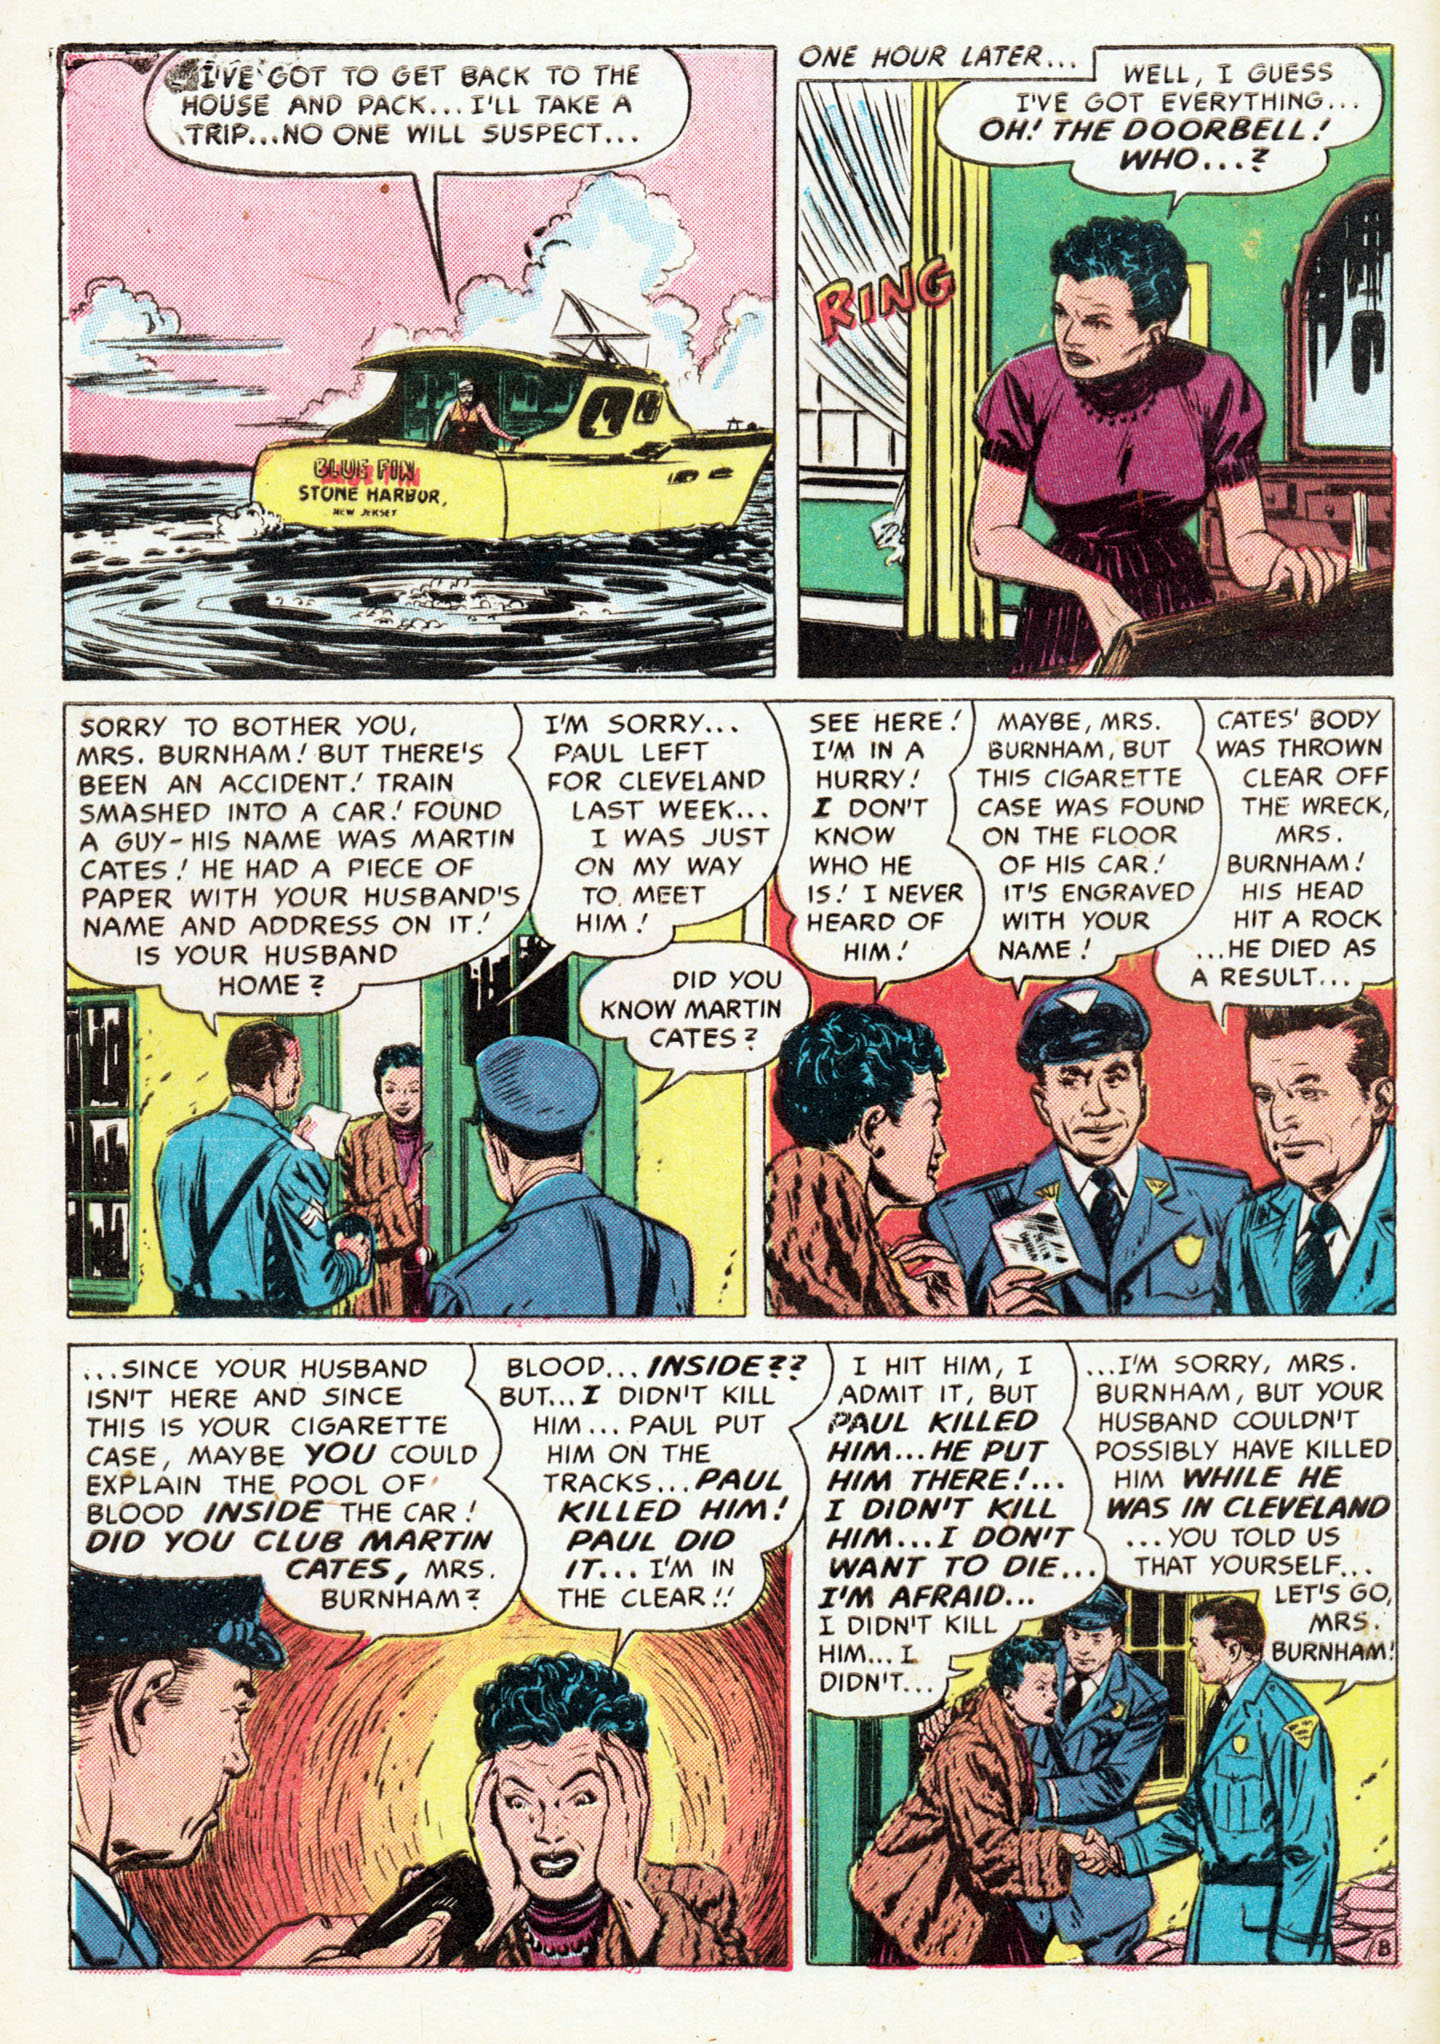 I'VE GOT TO GET BACK TO THE
HOUSE AND PACK... I'LL TAKE A
TRIP...NO ONE WILL SUSPECT...
BLUE FIN
STONE HARBOR,
NEW JERSEY
ONE HOUR LATER...
WELL, I GUESS
I'VE GOT EVERYTHING...
OH! THE DOORBELL!
WHO...?
RING
SORRY TO BOTHER YOU,
MRS. BURNHAM! BUT THERE'S
BEEN AN ACCIDENT! TRAIN
SMASHED INTO A CAR! FOUND
A GUY-HIS NAME WAS MARTIN
CATES! HE HAD A PIECE OF
PAPER WITH YOUR HUSBAND'S
NAME AND ADDRESS ON IT!
IS YOUR HUSBAND
HOME?
I'M SORRY...
PAUL LEFT
FOR CLEVELAND
LAST WEEK...
I WAS JUST
ON MY WAY
TO MEET
HIM!
DID YOU
KNOW MARTIN
CATES?
SEE HERE!
I'M IN A
HURRY!
I DON'T
KNOW
WHO HE
IS! I NEVER
HEARD OF
HIM!
MAYBE, MRS.
BURNHAM, BUT
THIS CIGARETTE
CASE WAS FOUND
ON THE FLOOR
OF HIS CAR!
IT'S ENGRAVED
WITH YOUR
NAME!
CATES' BODY
WAS THROWN
CLEAR OFF
THE WRECK,
MRS.
BURNHAM!
HIS HEAD
HIT A ROCK
...HE DIED AS
A RESULT...
...SINCE YOUR HUSBAND
ISN'T HERE AND SINCE
THIS IS YOUR CIGARETTE
CASE, MAYBE YOU COULD
EXPLAIN THE POOL OF
BLOOD INSIDE THE CAR!
DID YOU CLUB MARTIN
CATES, MRS.
BURNHAM?
BLOOD... INSIDE??
BUT...I DIDN'T KILL
HIM... PAUL PUT
HIM ON THE
TRACKS... PAUL
KILLED HIM!
PAUL DID
IT... I'M IN
THE CLEAR!!
I HIT HIM, I
ADMIT IT, BUT
PAUL KILLED
HIM...HE PUT
HIM THERE!...
I DIDN'T KILL
HIM...I DON'T
WANT TO DIE...
I'M AFRAID...
I DIDN'T KILL
HIM... I
DIDN'T...
...I'M SORRY, MRS.
BURNHAM, BUT YOUR
HUSBAND COULDN'T
POSSIBLY HAVE KILLED
HIM WHILE HE
WAS IN CLEVELAND
...YOU TOLD US
THAT YOURSELF...
LET'S GO,
MRS.
BURNHAM!
8